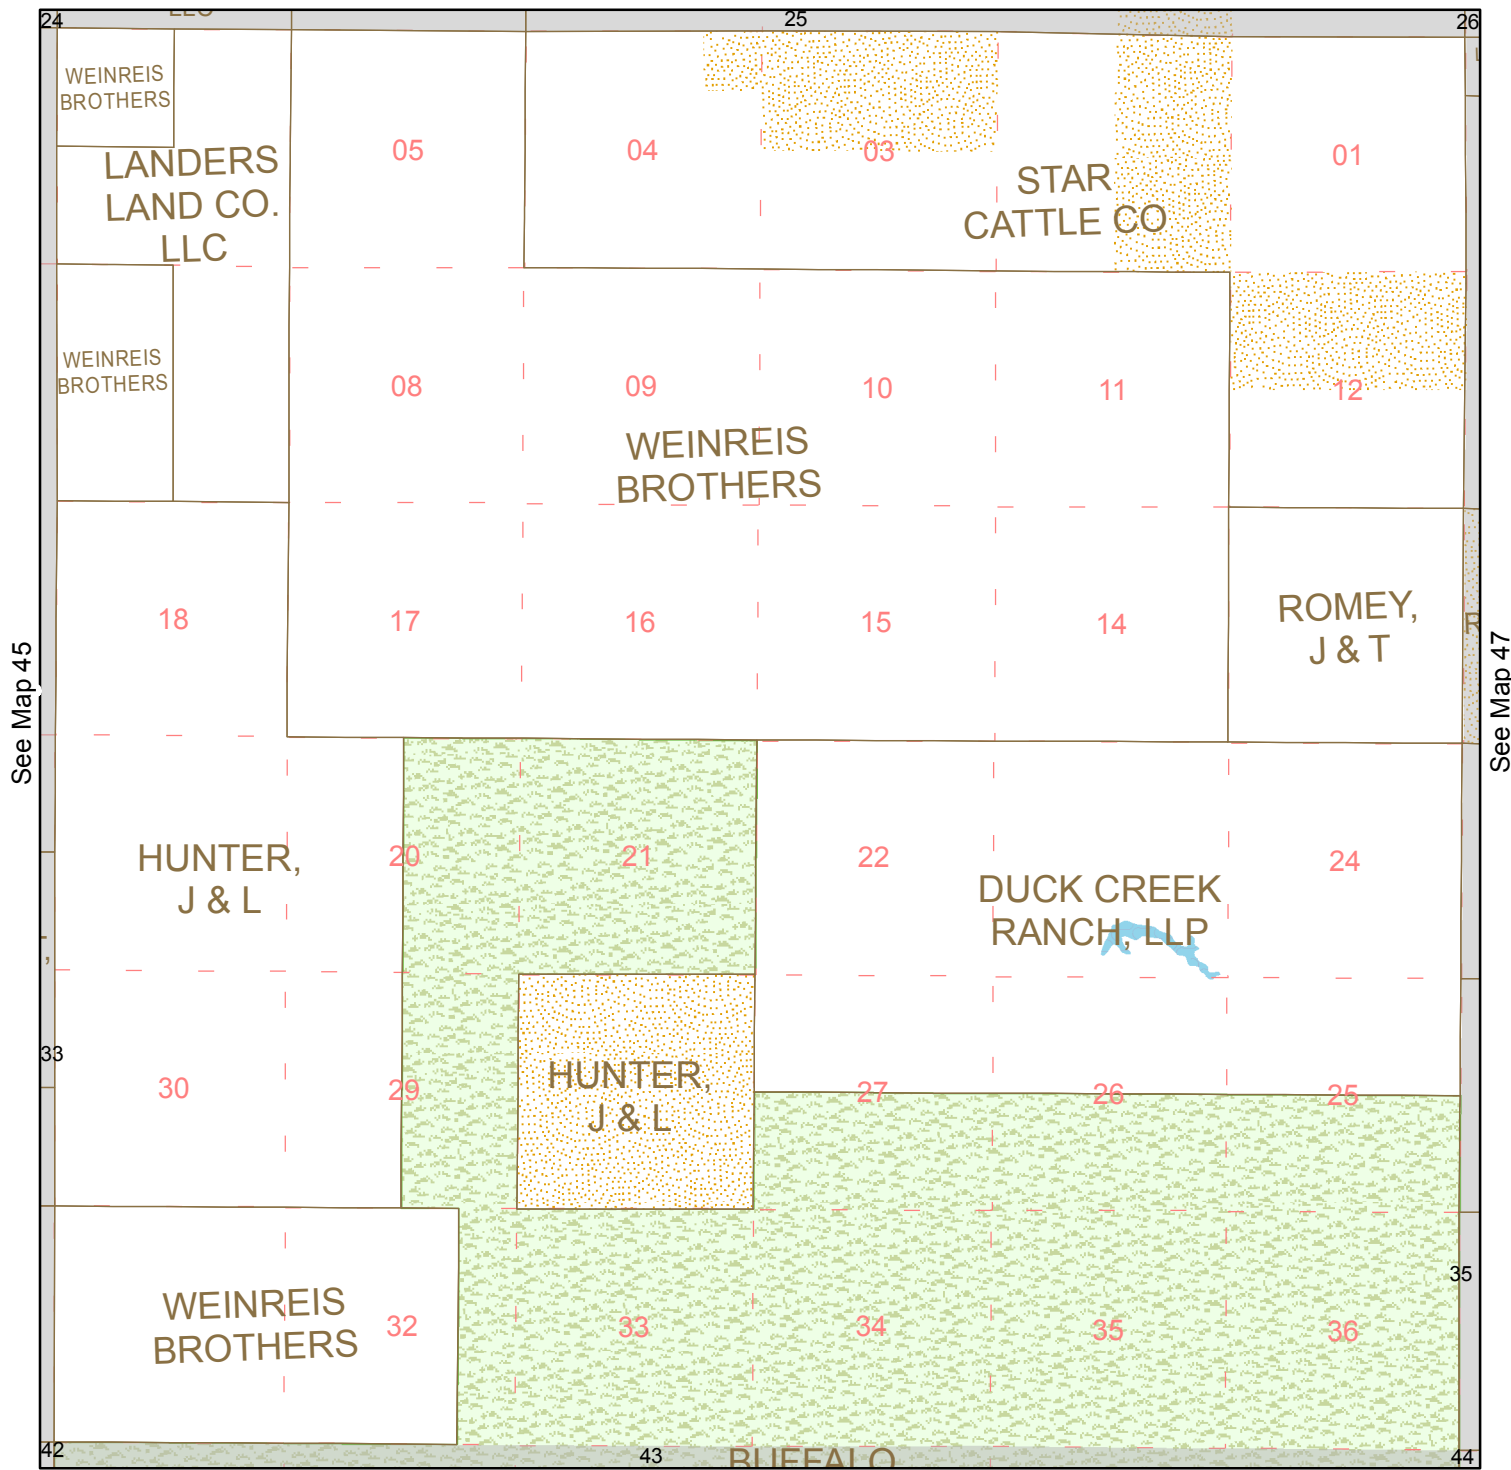 24
LLC
25
26
WEINREIS
BROTHERS
LANDERS
LAND CO.
LLC
05
04
03
01
STAR
CATTLE CO
WEINREIS
BROTHERS
08
09
10
11
12
WEINREIS
BROTHERS
18
17
16
15
14
ROMEY,
J & T
R
See Map 45
See Map 47
HUNTER,
J & L
20
21
22
24
DUCK CREEK
RANCH, LLP
,
33
30
29
HUNTER,
J & L
27
26
25
WEINREIS
BROTHERS
32
33
34
35
36
35
42
43
BUFFALO
44